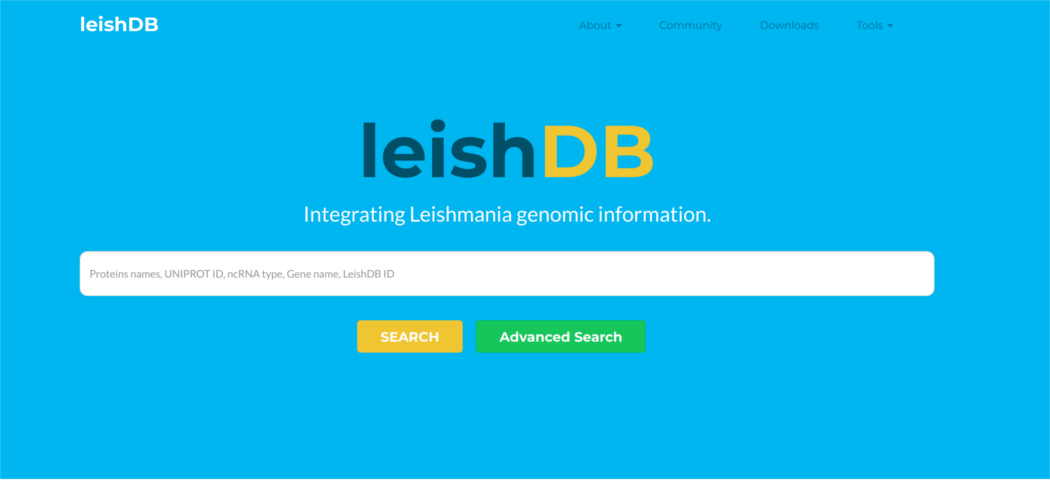 leishDB
About
Community
Downloads
Tools
leishDB
Integrating Leishmania genomic information.
Proteins names, UNIPROT ID, ncRNA type, Gene name, LeishDB ID
SEARCH
Advanced Search